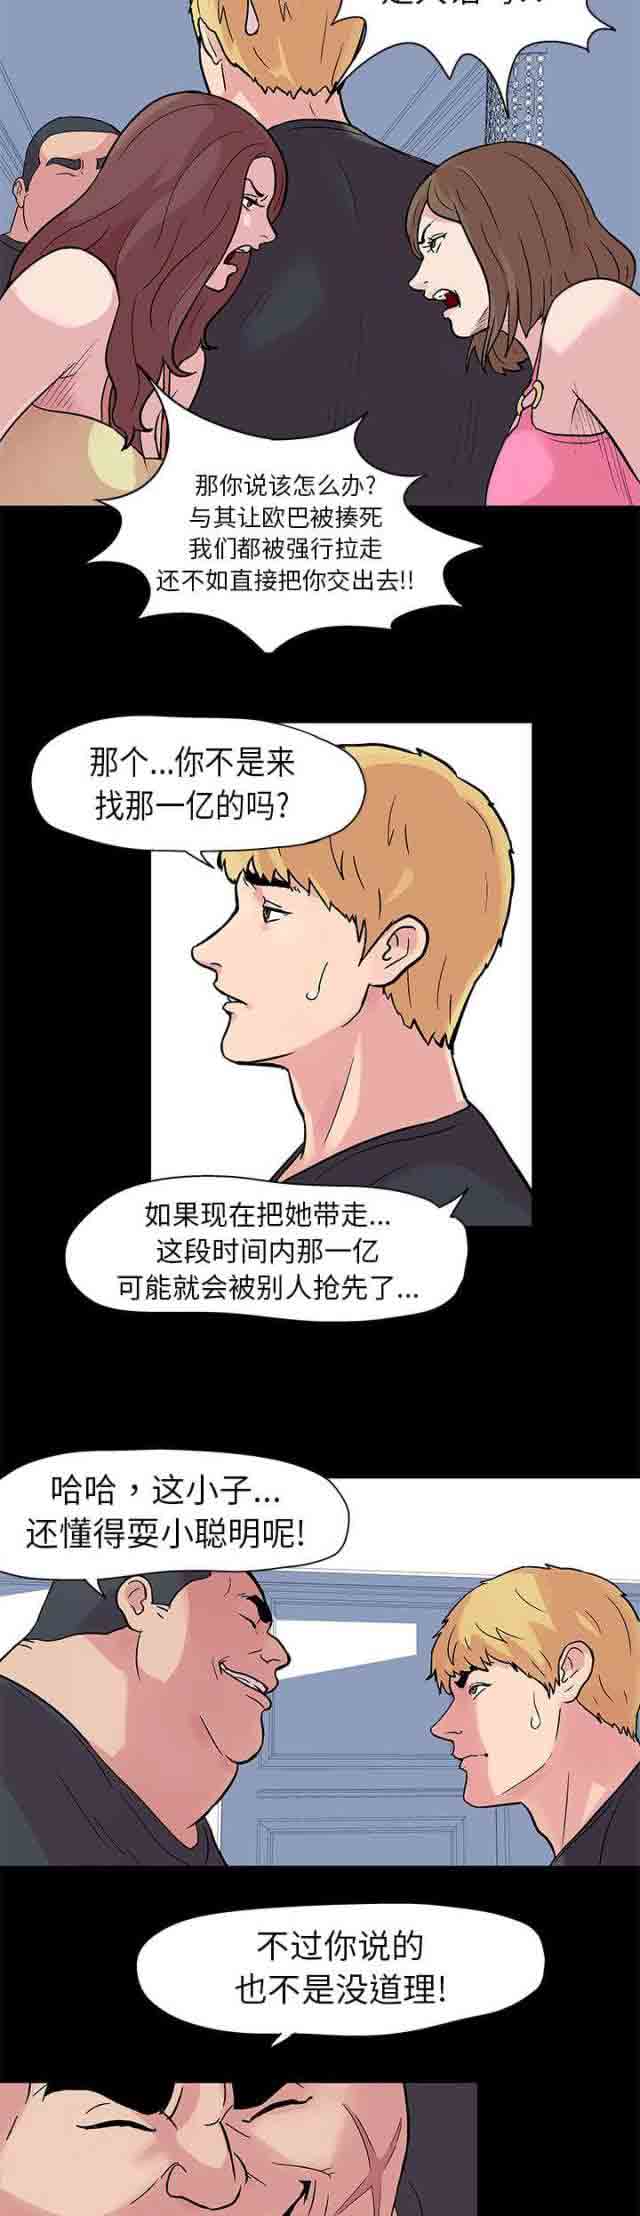 那你说该怎么办?
与其让欧巴被揍死
我们都被强行拉走
还不如直接把你交出去!!
那个...你不是来
找那一亿的吗?
如果现在把她带走...
这段时间内那一亿
可能就会被别人抢先了...
哈哈，这小子...
还懂得耍小聪明呢!
不过你说的
也不是没道理!